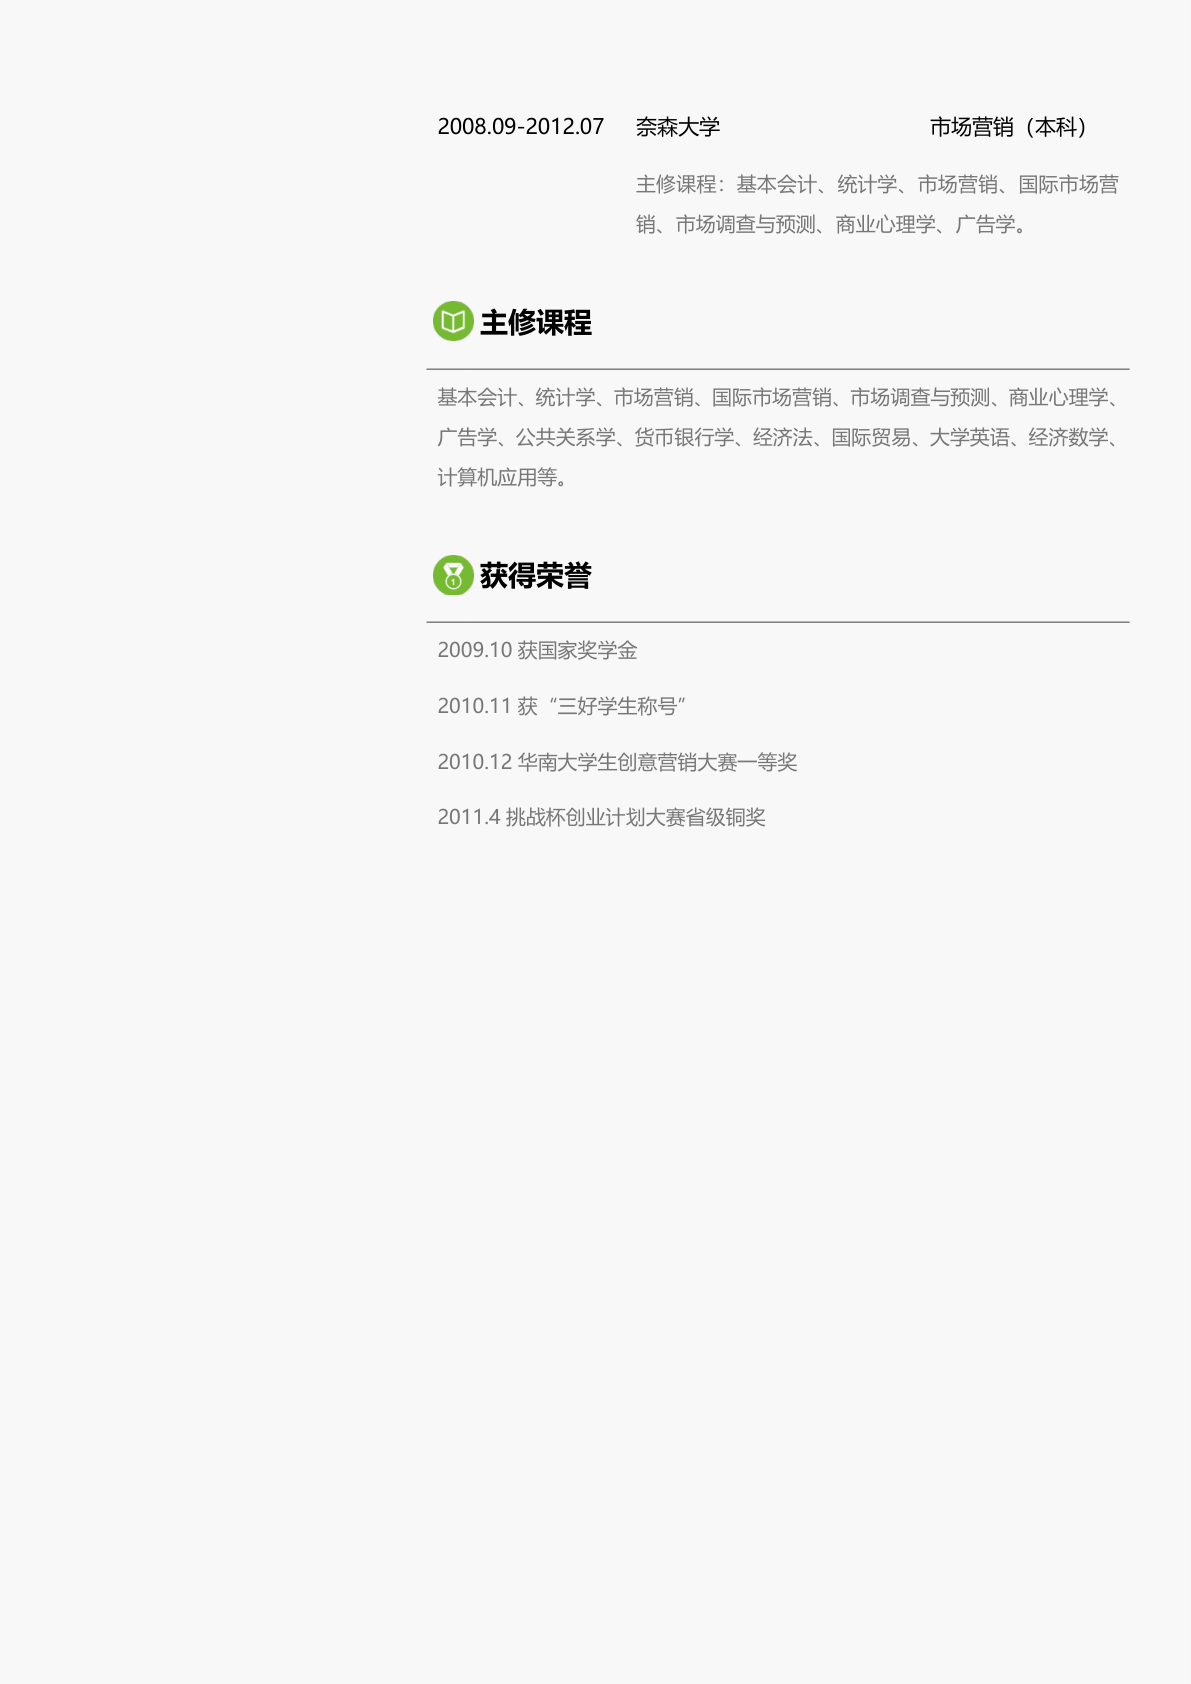 2008.09-2012.07 奈森大学 市场营销（本科）
主修课程：基本会计、统计学、市场营销、国际市场营
销、市场调查与预测、商业心理学、广告学。
主修课程
基本会计、统计学、市场营销、国际市场营销、市场调查与预测、商业心理学、
广告学、公共关系学、货币银行学、经济法、国际贸易、大学英语、经济数学、
计算机应用等。
1
获得荣誉
2009.10 获国家奖学金
2010.11 获“三好学生称号”
2010.12 华南大学生创意营销大赛一等奖
2011.4 挑战杯创业计划大赛省级铜奖